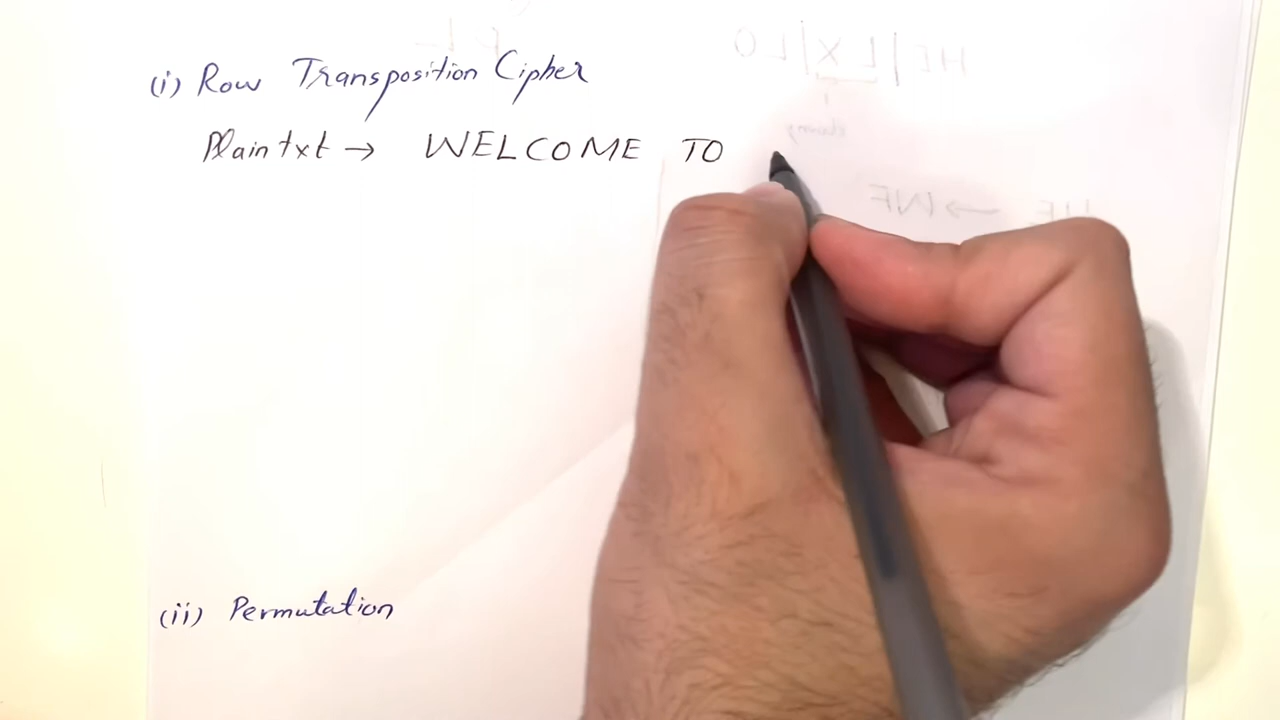 (i) Row Transposition Cipher
Plaintxt → WELCOME TO
(ii) Permutation